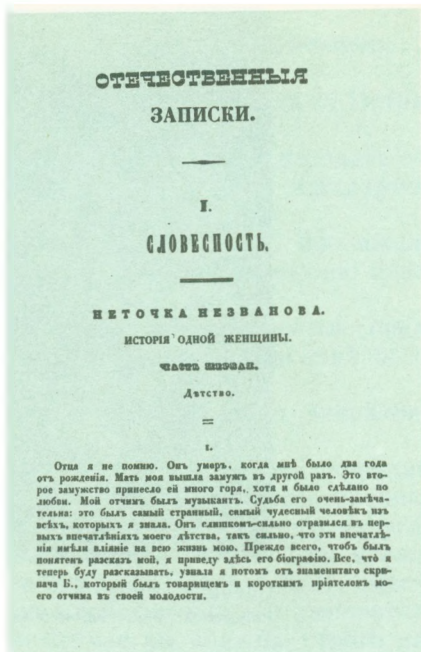 ОТЕЧЕСТВЕННЫЯ
ЗАПИСКИ.
I.
СЛОВЕСНОСТЬ.
НЕТОЧКА НЕЗВАНОВА.
ИСТОРІЯ ОДНОЙ ЖЕНЩИНЫ.
ЧАСТЬ ПЕРВАЯ.
Дѣтство.
I.
Отца я не помню. Онъ умеръ, когда мнѣ было два года
отъ рожденія. Мать моя вышла замужъ въ другой разъ. Это вто-
рое замужство принесло ей много горя, хотя и было сдѣлано по
любви. Мой отчимъ былъ музыкантъ. Судьба его очень-замѣча-
тельна: это былъ самый странный, самый чудесный человѣкъ изъ
всѣхъ, которыхъ я знала. Онъ слишкомъ-сильно отразился въ пер-
выхъ впечатлѣніяхъ моего дѣтства, такъ сильно, что эти впечатлѣ-
нія имѣли вліяніе на всю жизнь мою. Прежде всего, чтобъ былъ
понятенъ разсказъ мой, я приведу здѣсь его біографію. Все, что́ я
теперь буду разсказывать, узнала я потомъ отъ знаменитаго скри-
пача Б., который былъ товарищемъ и короткимъ пріятелемъ мо-
его отчима въ своей молодости.